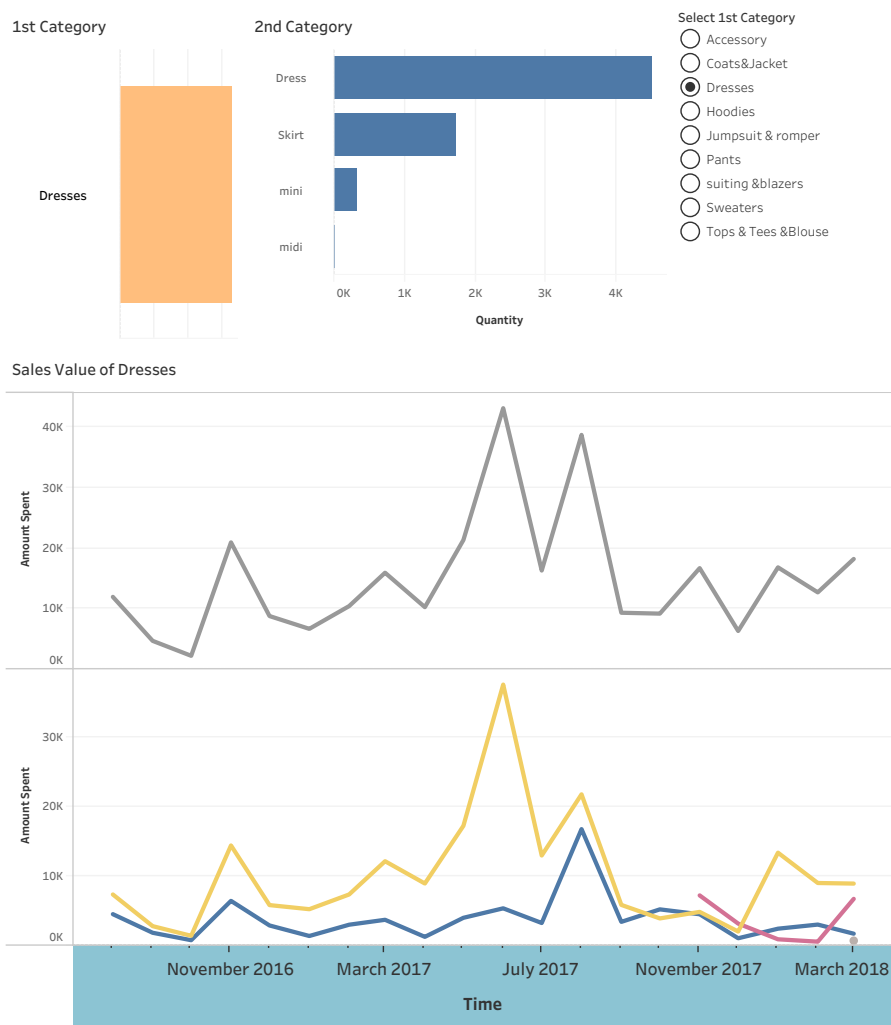 1st Category
Dresses
2nd Category
Dress
Skirt
mini
midi
0K 1K 2K 3K 4K
Quantity
Select 1st Category
Accessory
Coats&Jacket
Dresses
Hoodies
Jumpsuit & romper
Pants
suiting &blazers
Sweaters
Tops & Tees &Blouse
Sales Value of Dresses
Amount Spent
40K
30K
20K
10K
0K
Amount Spent
30K
20K
10K
0K
November 2016 March 2017 July 2017 November 2017 March 2018
Time